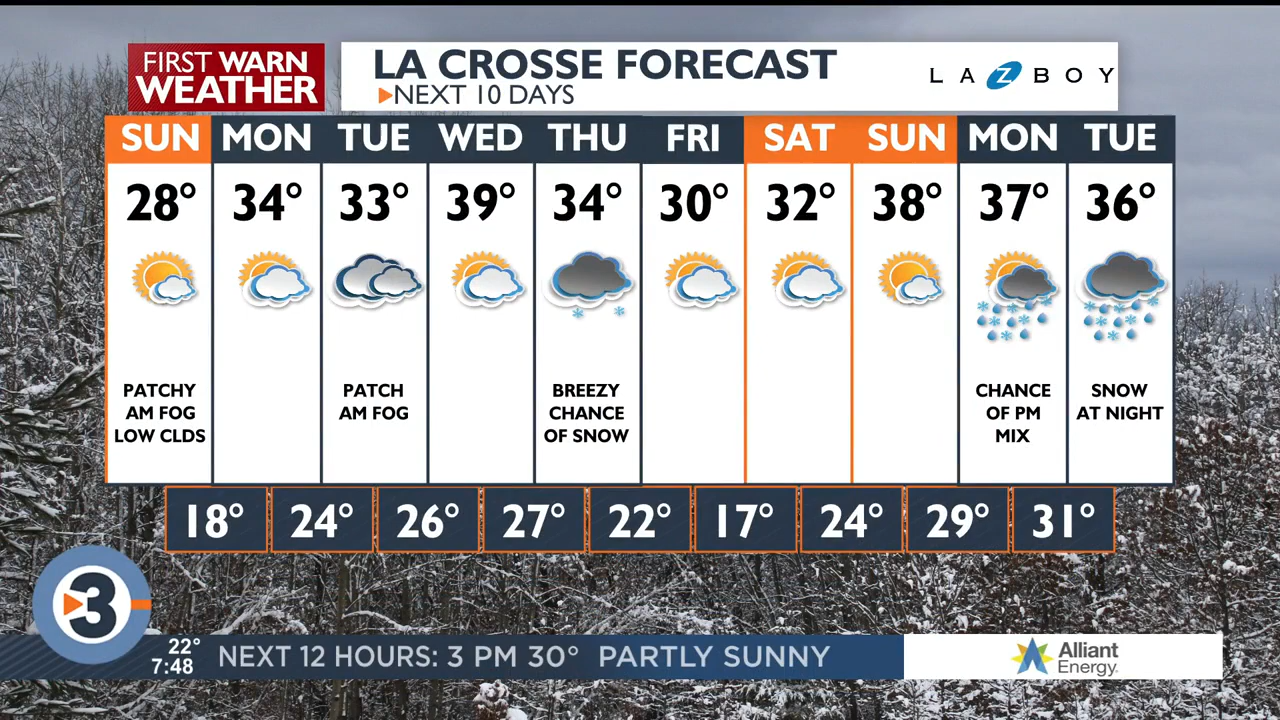 FIRST WARN
WEATHER
LA CROSSE FORECAST
NEXT 10 DAYS
LA Z BOY
SUN MON TUE WED THU FRI SAT SUN MON TUE
28° 34° 33° 39° 34° 30° 32° 38° 37° 36°
PATCHY
AM FOG
LOW CLDS
PATCH
AM FOG
BREEZY
CHANCE
OF SNOW
CHANCE
OF PM
MIX
SNOW
AT NIGHT
18° 24° 26° 27° 22° 17° 24° 29° 31°
3
22°
7:48
NEXT 12 HOURS: 3 PM 30° PARTLY SUNNY
Alliant
Energy